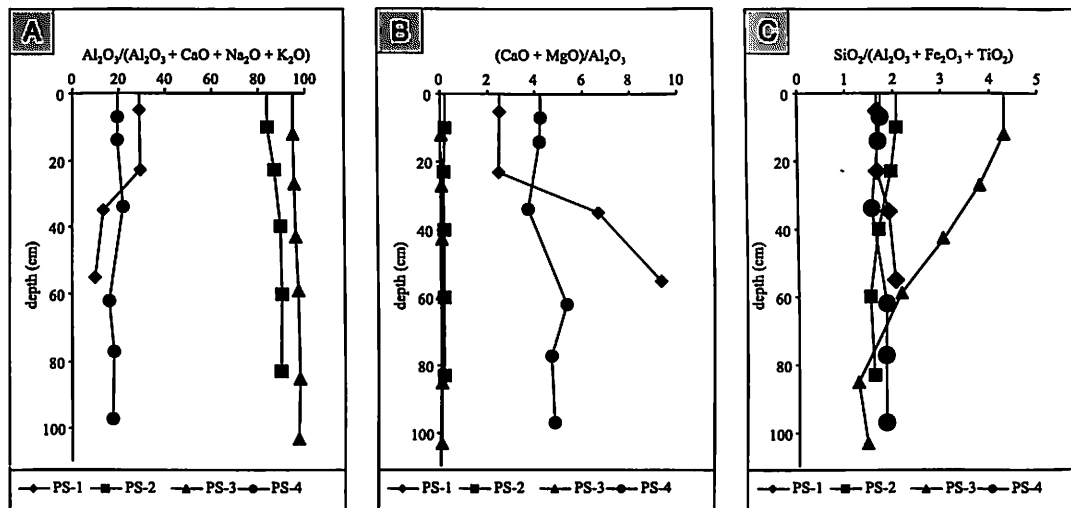 A
Al₂O₃/(Al₂O₃ + CaO + Na₂O + K₂O)
0 20 40 60 80 100
0
20
40
60
80
100
depth (cm)
PS-1 PS-2 PS-3 PS-4
B
(CaO + MgO)/Al₂O₃
0 2 4 6 8 10
0
20
40
60
80
100
depth (cm)
PS-1 PS-2 PS-3 PS-4
C
SiO₂/(Al₂O₃ + Fe₂O₃ + TiO₂)
0 1 2 3 4 5
0
20
40
60
80
100
depth (cm)
PS-1 PS-2 PS-3 PS-4